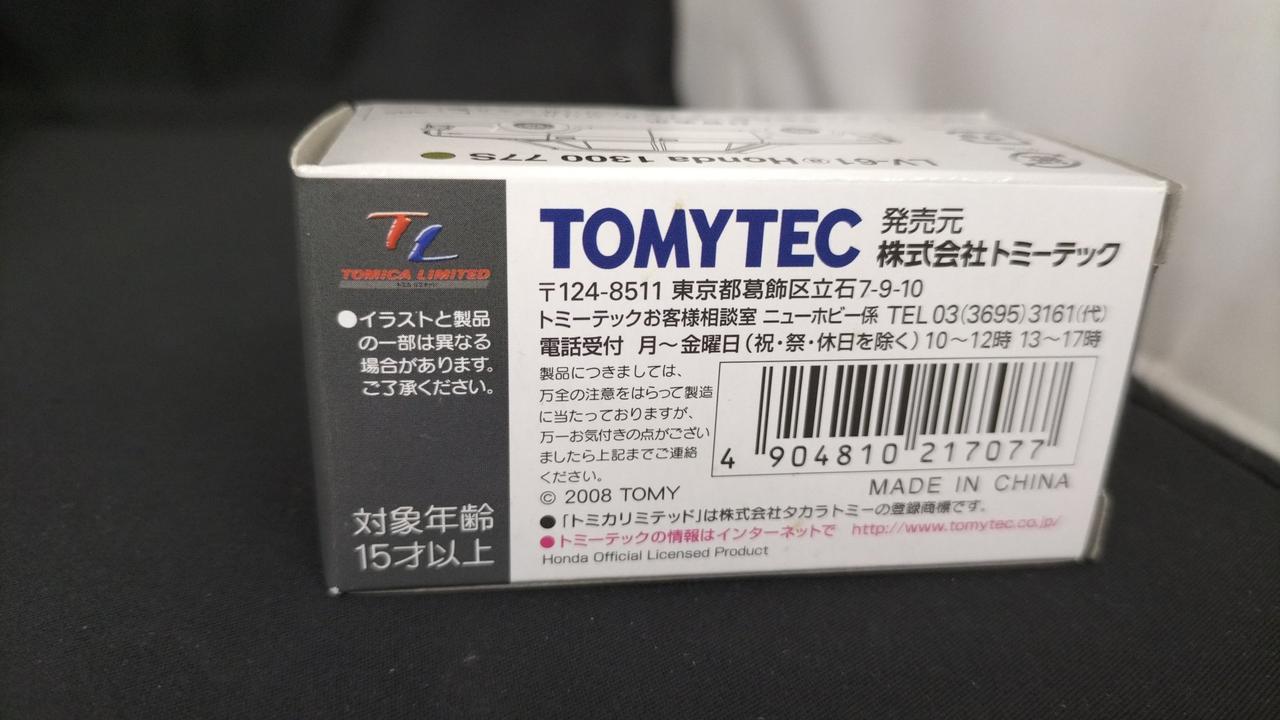 LV-61ⓐHonda 1300 77S
TL
TOMICA LIMITED
トミカ リミテッド
●イラストと製品
の一部は異なる
場合があります。
ご了承ください。
対象年齢
15才以上
TOMYTEC
発売元
株式会社トミーテック
〒124-8511 東京都葛飾区立石7-9-10
トミーテックお客様相談室 ニューホビー係 TEL 03(3695)3161(代)
電話受付 月～金曜日(祝・祭・休日を除く)10～12時 13～17時
製品につきましては、
万全の注意をはらって製造
に当たっておりますが、
万一お気付きの点がござい
ましたら上記までご連絡
ください。
4 904810 217077
© 2008 TOMY
MADE IN CHINA
●「トミカリミテッド」は株式会社タカラトミーの登録商標です。
●トミーテックの情報はインターネットで http://www.tomytec.co.jp/
Honda Official Licensed Product